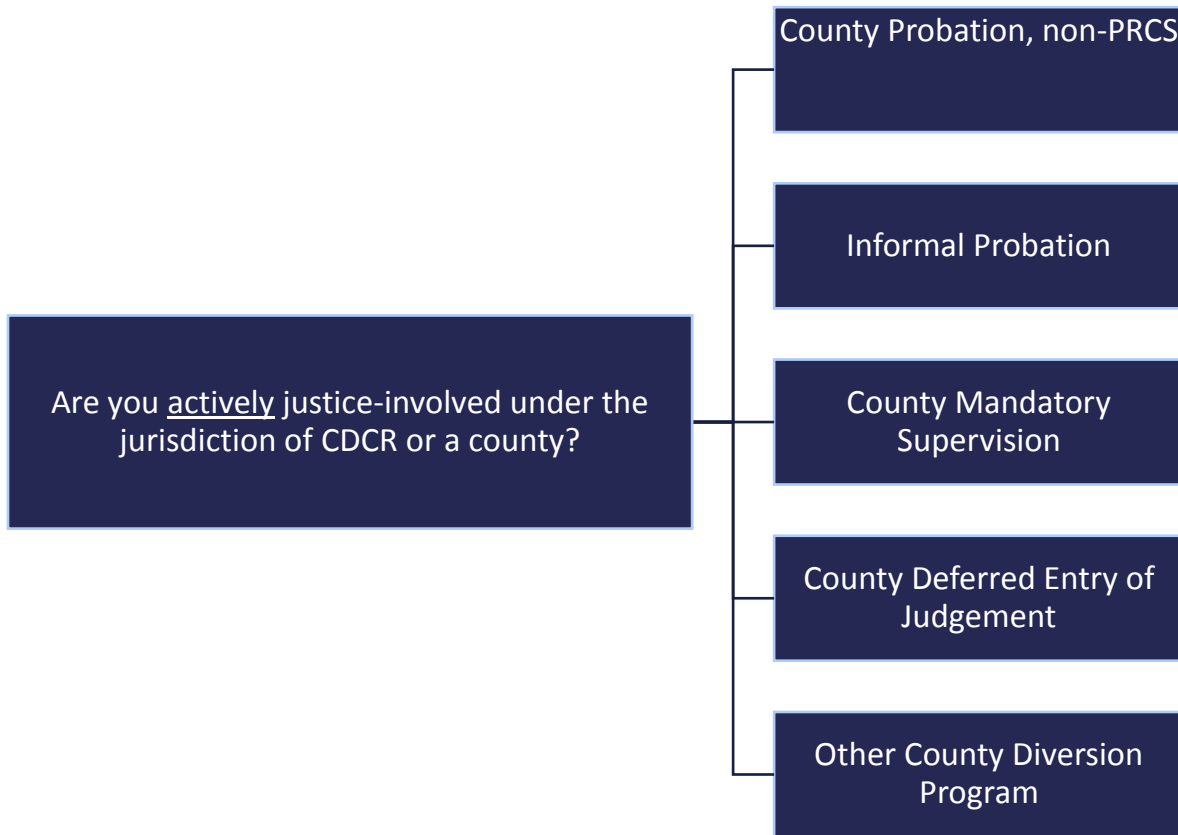 County Probation, non-PRCS
Informal Probation
Are you actively justice-involved under the
jurisdiction of CDCR or a county?
County Mandatory
Supervision
County Deferred Entry of
Judgement
Other County Diversion
Program